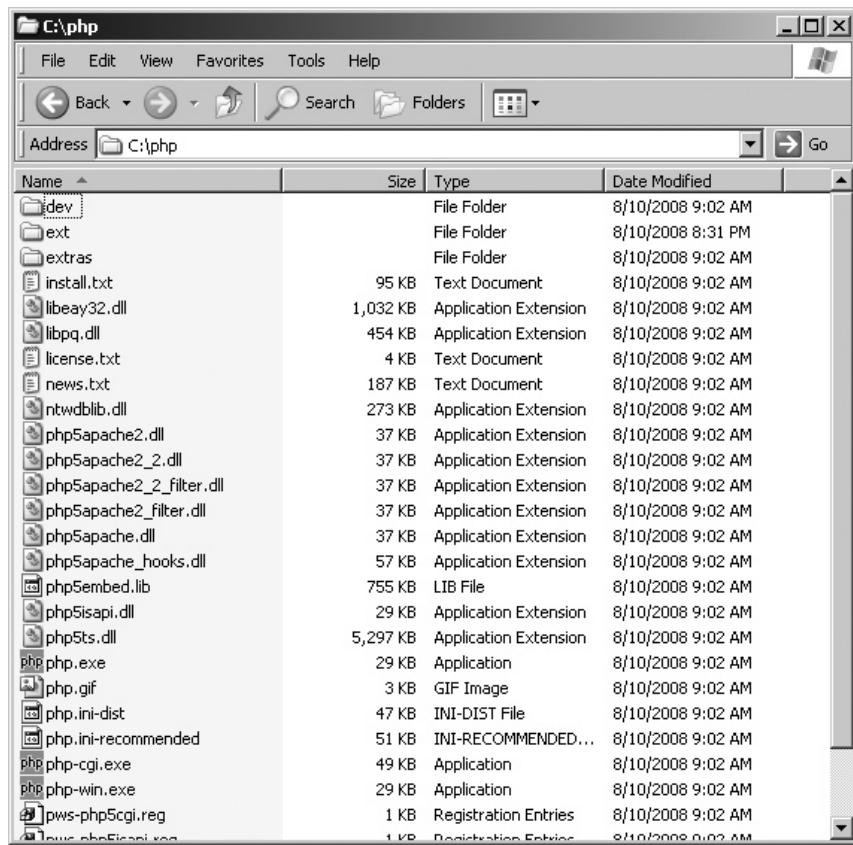 C:\php
File Edit View Favorites Tools Help
Back Search Folders
Address C:\php Go
Name Size Type Date Modified
dev File Folder 8/10/2008 9:02 AM
ext File Folder 8/10/2008 8:31 PM
extras File Folder 8/10/2008 9:02 AM
install.txt 95 KB Text Document 8/10/2008 9:02 AM
libeay32.dll 1,032 KB Application Extension 8/10/2008 9:02 AM
libpq.dll 454 KB Application Extension 8/10/2008 9:02 AM
license.txt 4 KB Text Document 8/10/2008 9:02 AM
news.txt 187 KB Text Document 8/10/2008 9:02 AM
ntwdblib.dll 273 KB Application Extension 8/10/2008 9:02 AM
php5apache2.dll 37 KB Application Extension 8/10/2008 9:02 AM
php5apache2_2.dll 37 KB Application Extension 8/10/2008 9:02 AM
php5apache2_2_filter.dll 37 KB Application Extension 8/10/2008 9:02 AM
php5apache2_filter.dll 37 KB Application Extension 8/10/2008 9:02 AM
php5apache.dll 37 KB Application Extension 8/10/2008 9:02 AM
php5apache_hooks.dll 57 KB Application Extension 8/10/2008 9:02 AM
php5embed.lib 755 KB LIB File 8/10/2008 9:02 AM
php5isapi.dll 29 KB Application Extension 8/10/2008 9:02 AM
php5ts.dll 5,297 KB Application Extension 8/10/2008 9:02 AM
php php.exe 29 KB Application 8/10/2008 9:02 AM
php.gif 3 KB GIF Image 8/10/2008 9:02 AM
php.ini-dist 47 KB INI-DIST File 8/10/2008 9:02 AM
php.ini-recommended 51 KB INI-RECOMMENDED... 8/10/2008 9:02 AM
php php-cgi.exe 49 KB Application 8/10/2008 9:02 AM
php php-win.exe 29 KB Application 8/10/2008 9:02 AM
pws-php5cgi.reg 1 KB Registration Entries 8/10/2008 9:02 AM
pws-php5isapi.reg 1 KB Registration Entries 8/10/2008 9:02 AM